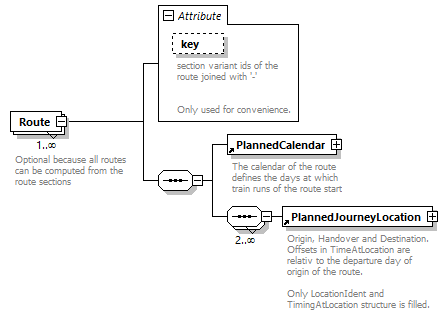 Attribute
key
section variant ids of the
route joined with '-'
Only used for convenience.
Route
1..∞
Optional because all routes
can be computed from the
route sections
PlannedCalendar
The calendar of the route
defines the days at which
train runs of the route start
PlannedJourneyLocation
2..∞
Origin, Handover and Destination.
Offsets in TimeAtLocation are
relativ to the departure day of
origin of the route.
Only LocationIdent and
TimingAtLocation structure is filled.